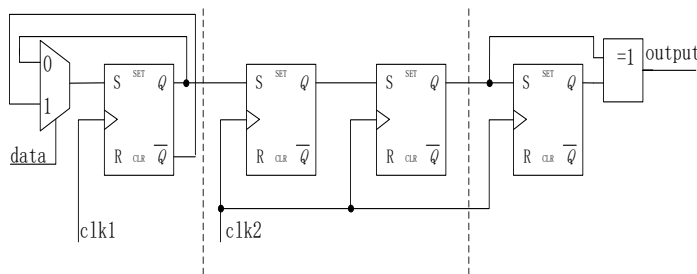 0
1
data
S SET Q
R CLR Q
clk1
S SET Q
R CLR Q
clk2
S SET Q
R CLR Q
S SET Q
R CLR Q
=1
output